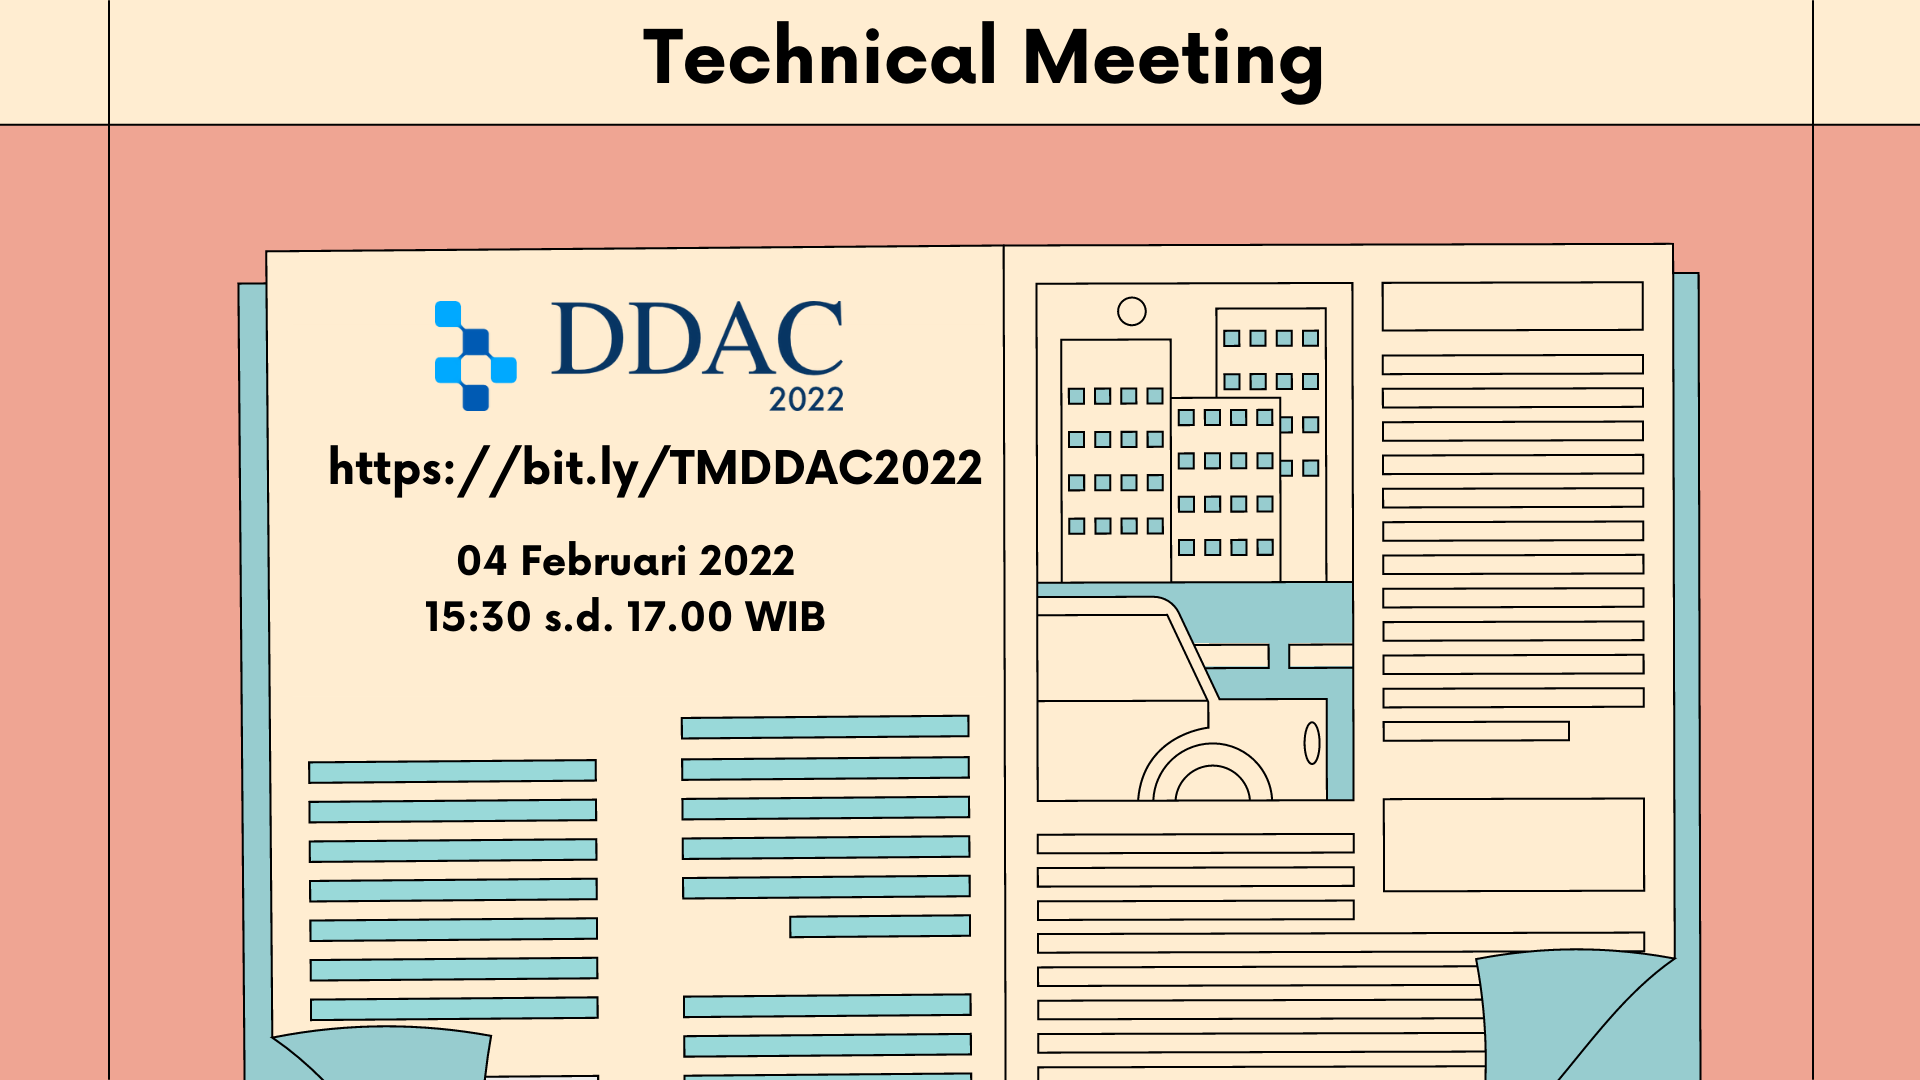 Technical Meeting
DDAC
2022
https://bit.ly/TMDDAC2022
04 Februari 2022
15:30 s.d. 17.00 WIB